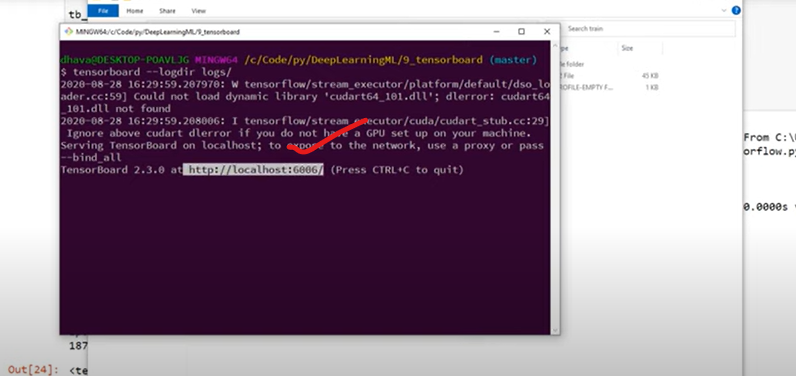 tb_
File
Home
Share
View
Search train
MINGW64:/c/Code/py/DeepLearningML/9_tensorboard
Size
folder
File
45 KB
ROFILE-EMPTY F...
1 KB
dhava@DESKTOP-POAVLJG MINGW64 /c/Code/py/DeepLearningML/9_tensorboard (master)
$ tensorboard --logdir logs/
2020-08-28 16:29:59.207970: W tensorflow/stream_executor/platform/default/dso_lo
ader.cc:59] Could not load dynamic library 'cudart64_101.dll'; dlerror: cudart64
_101.dll not found
2020-08-28 16:29:59.208006: I tensorflow/stream_executor/cuda/cudart_stub.cc:29]
Ignore above cudart dlerror if you do not have a GPU set up on your machine.
Serving TensorBoard on localhost; to expose to the network, use a proxy or pass
--bind_all
TensorBoard 2.3.0 at http://localhost:6006/ (Press CTRL+C to quit)
From C:\
orflow.py
0.0000s
187
Out[24]: <te